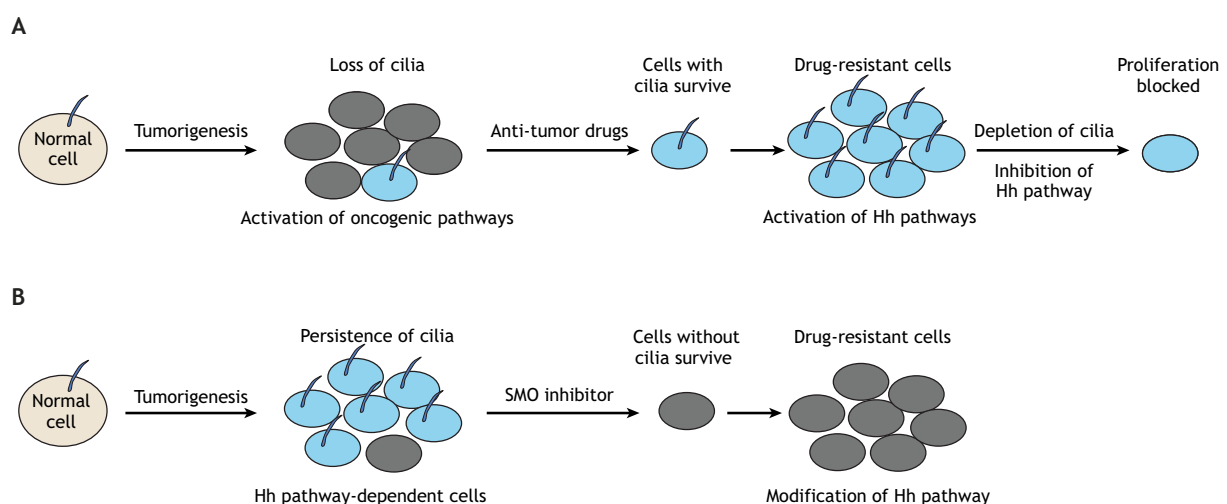 A
Loss of cilia
Cells with
cilia survive
Drug-resistant cells
Proliferation
blocked
Normal
cell
Tumorigenesis
Anti-tumor drugs
Depletion of cilia
Inhibition of
Hh pathway
Activation of oncogenic pathways
Activation of Hh pathways
B
Persistence of cilia
Cells without
cilia survive
Drug-resistant cells
Normal
cell
Tumorigenesis
SMO inhibitor
Hh pathway-dependent cells
Modification of Hh pathway